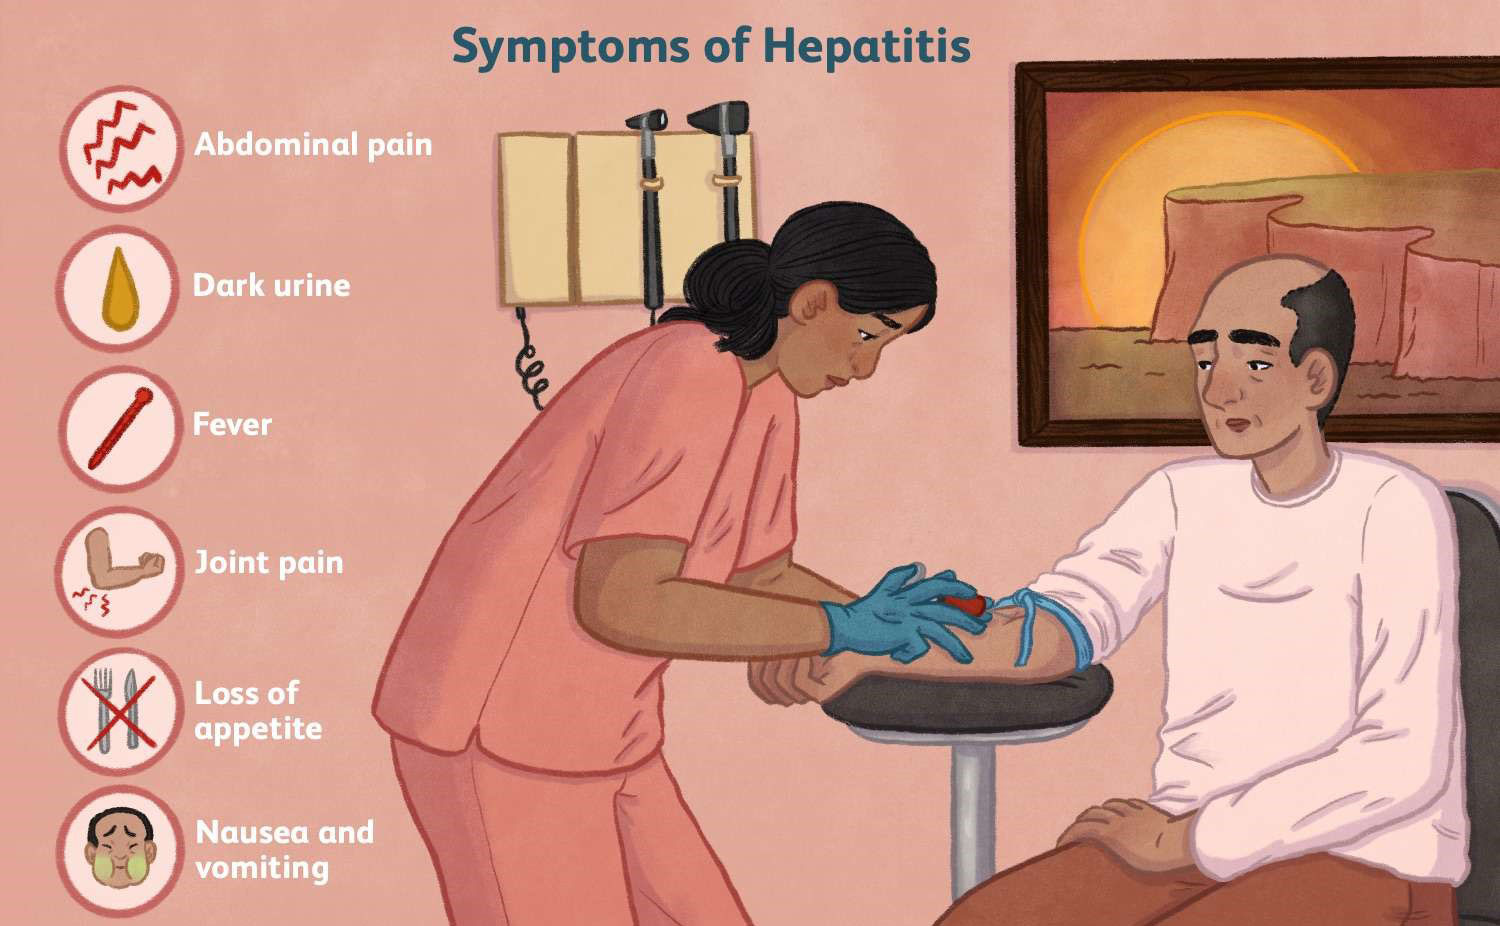 Symptoms of Hepatitis
Abdominal pain
Dark urine
Fever
Joint pain
Loss of
appetite
Nausea and
vomiting